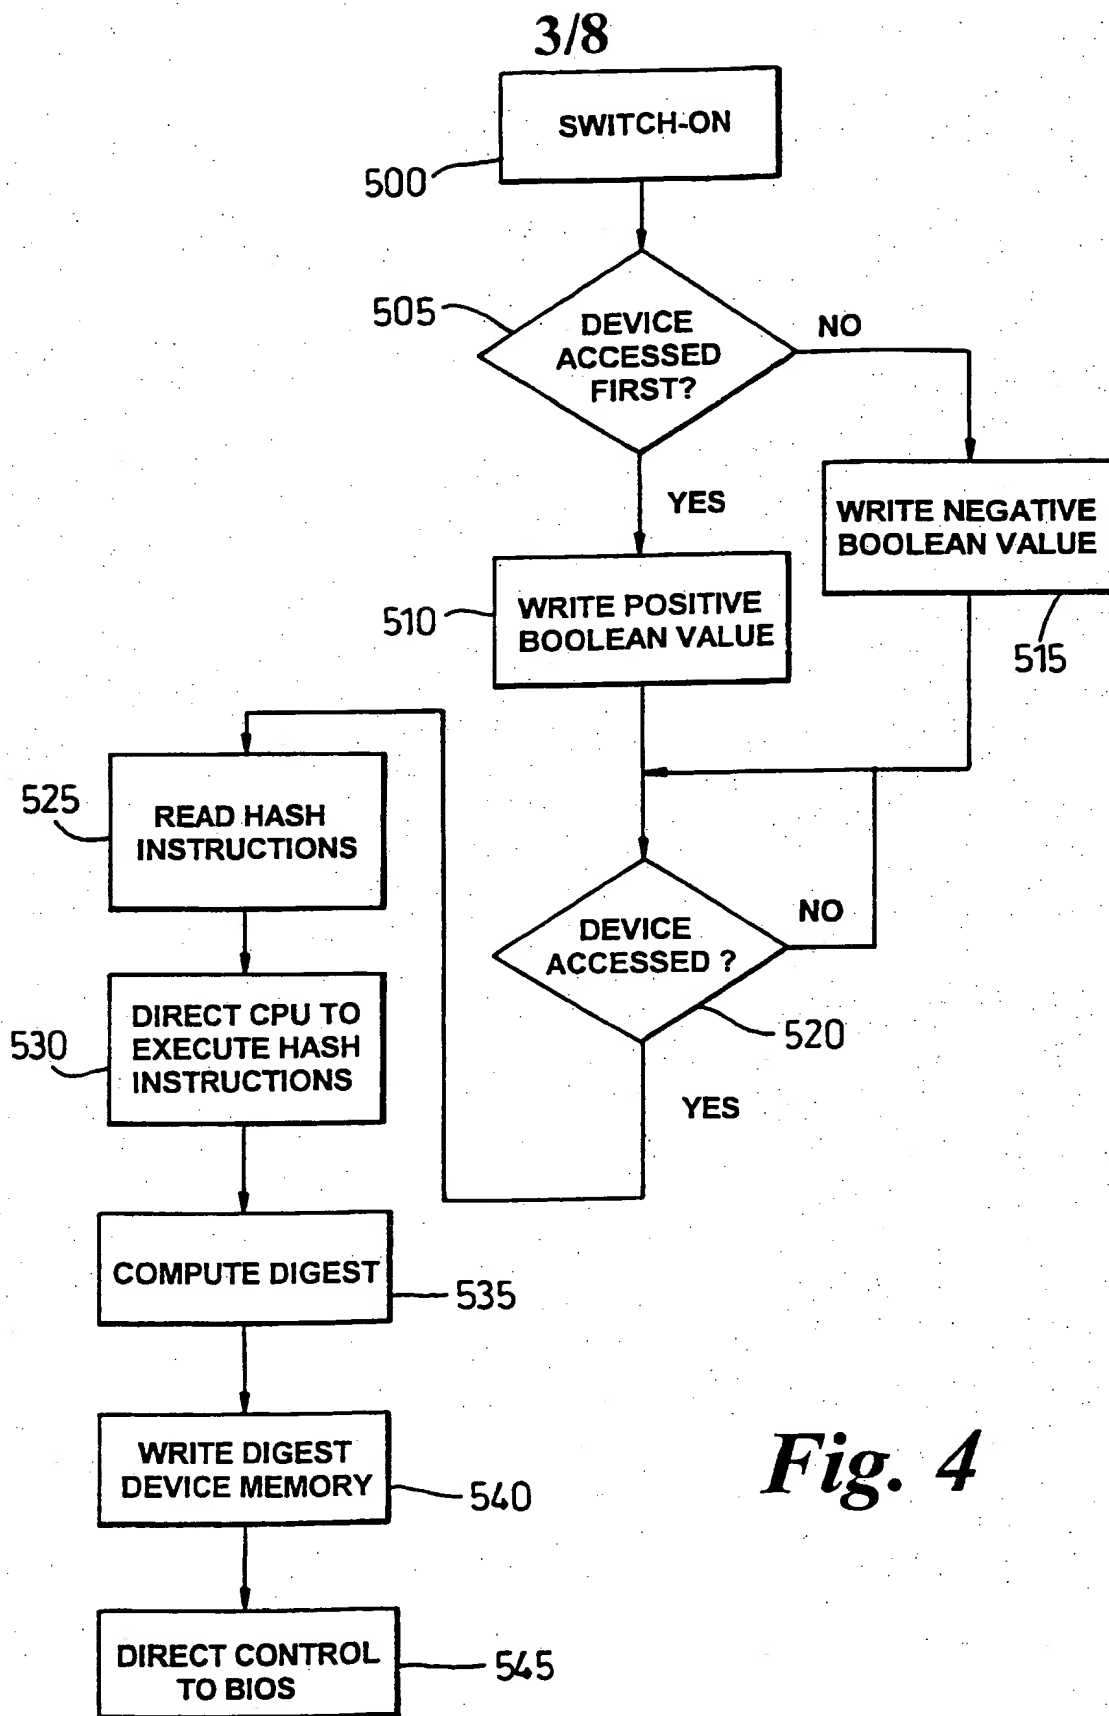 3/8
SWITCH-ON
500
505
DEVICE
ACCESSED
FIRST?
NO
YES
WRITE NEGATIVE
BOOLEAN VALUE
515
WRITE POSITIVE
BOOLEAN VALUE
510
525
READ HASH
INSTRUCTIONS
DEVICE
ACCESSED ?
NO
520
YES
530
DIRECT CPU TO
EXECUTE HASH
INSTRUCTIONS
COMPUTE DIGEST
535
WRITE DIGEST
DEVICE MEMORY
540
DIRECT CONTROL
TO BIOS
545
Fig. 4